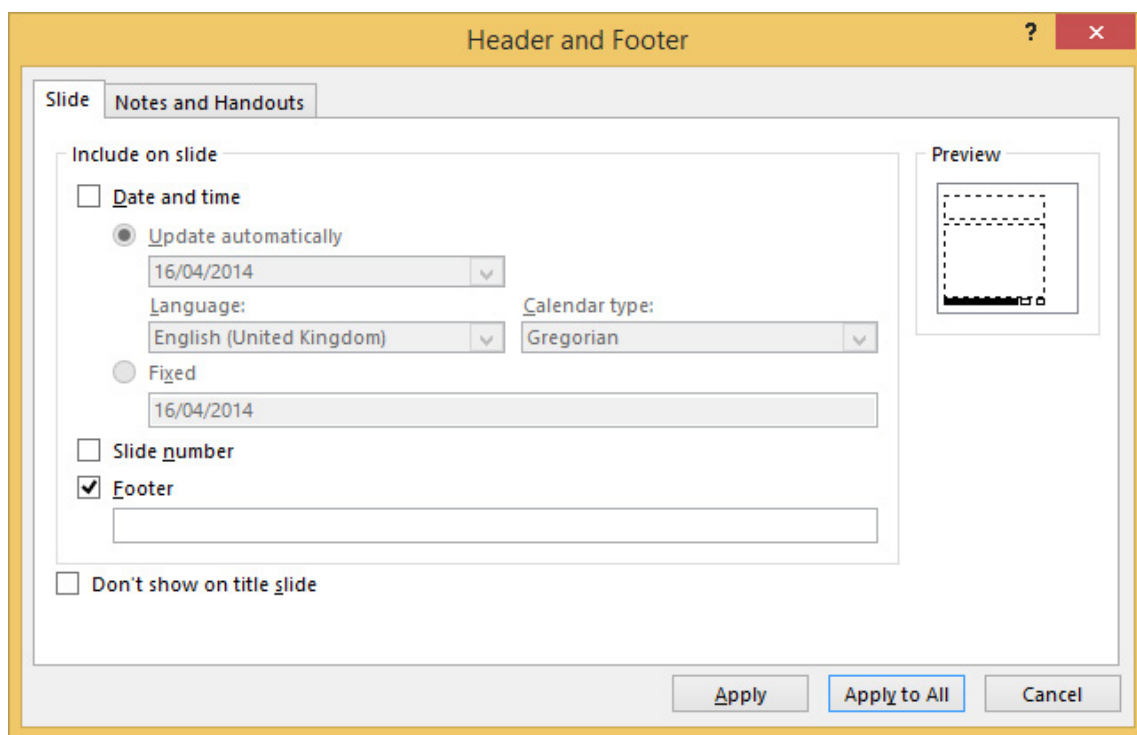 Header and Footer
?
Slide
Notes and Handouts
Include on slide
Preview
Date and time
Update automatically
16/04/2014
Language:
Calendar type:
English (United Kingdom)
Gregorian
Fixed
16/04/2014
Slide number
Footer
Don't show on title slide
Apply
Apply to All
Cancel